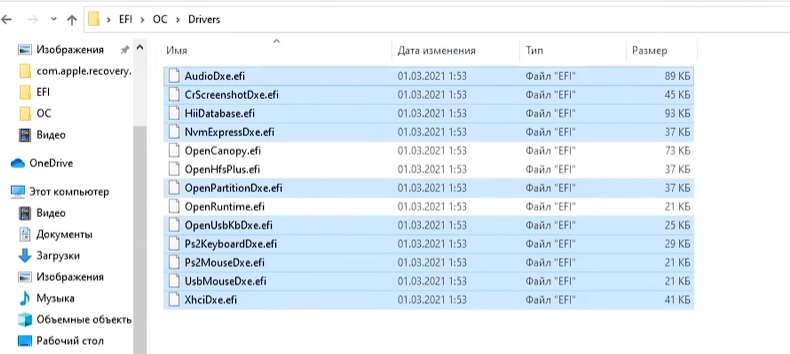 EFI > OC > Drivers
Изображения
com.apple.recovery.
EFI
OC
Видео
OneDrive
Этот компьютер
Видео
Документы
Загрузки
Изображения
Музыка
Объемные объекть
Рабочий стол
Имя Дата изменения Тип Размер
AudioDxe.efi 01.03.2021 1:53 Файл "EFI" 89 КБ
CrScreenshotDxe.efi 01.03.2021 1:53 Файл "EFI" 45 КБ
HiiDatabase.efi 01.03.2021 1:53 Файл "EFI" 93 КБ
NvmExpressDxe.efi 01.03.2021 1:53 Файл "EFI" 37 КБ
OpenCanopy.efi 01.03.2021 1:53 Файл "EFI" 73 КБ
OpenHfsPlus.efi 01.03.2021 1:53 Файл "EFI" 37 КБ
OpenPartitionDxe.efi 01.03.2021 1:53 Файл "EFI" 37 КБ
OpenRuntime.efi 01.03.2021 1:53 Файл "EFI" 21 КБ
OpenUsbKbDxe.efi 01.03.2021 1:53 Файл "EFI" 25 КБ
Ps2KeyboardDxe.efi 01.03.2021 1:53 Файл "EFI" 29 КБ
Ps2MouseDxe.efi 01.03.2021 1:53 Файл "EFI" 21 КБ
UsbMouseDxe.efi 01.03.2021 1:53 Файл "EFI" 21 КБ
XhciDxe.efi 01.03.2021 1:53 Файл "EFI" 41 КБ